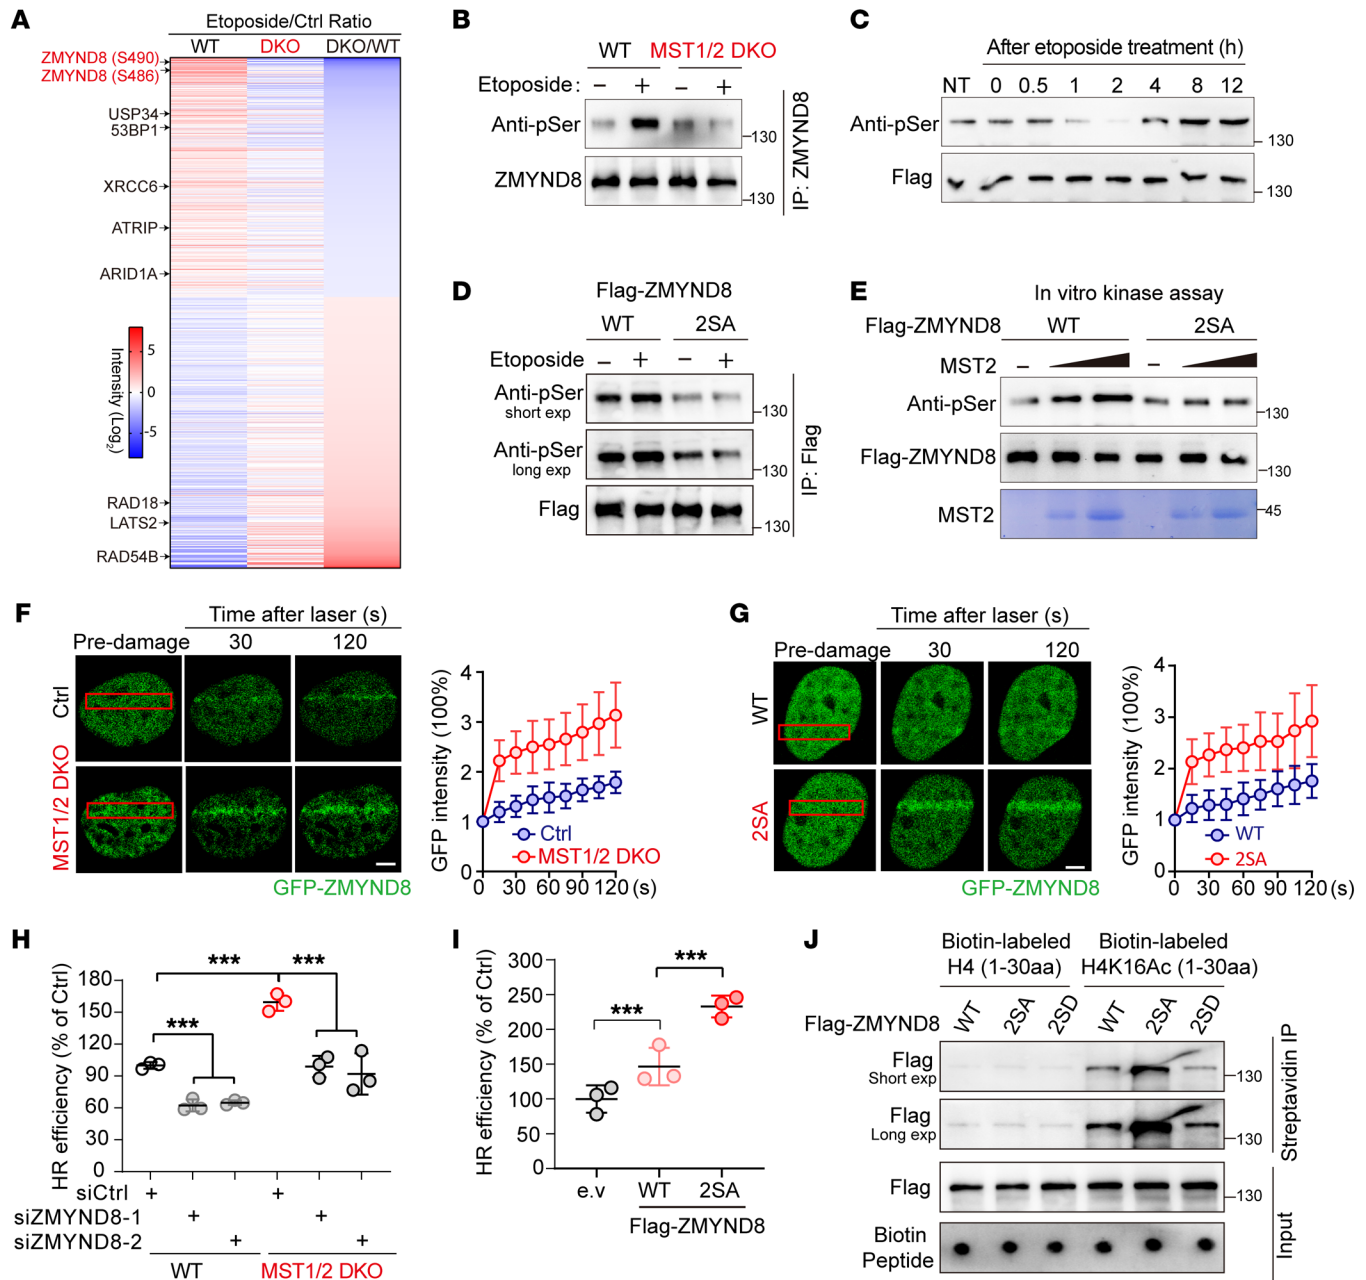 A
Etoposide/Ctrl Ratio
WT DKO DKO/WT
ZMYND8 (S490)
ZMYND8 (S486)
USP34
53BP1
XRCC6
ATRIP
ARID1A
5
0
-5
Intensity (Log2)
RAD18
LATS2
RAD54B
B
WT MST1/2 DKO
Etoposide: – + – +
Anti-pSer
–130
ZMYND8
–130
IP: ZMYND8
C
After etoposide treatment (h)
NT 0 0.5 1 2 4 8 12
Anti-pSer
–130
Flag
–130
D
Flag-ZMYND8
WT 2SA
Etoposide – + – +
Anti-pSer
short exp
–130
Anti-pSer
long exp
–130
Flag
–130
IP: Flag
E
In vitro kinase assay
Flag-ZMYND8 WT 2SA
MST2 – –
Anti-pSer
–130
Flag-ZMYND8
–130
MST2
–45
F
Time after laser (s)
Pre-damage 30 120
Ctrl
MST1/2 DKO
GFP-ZMYND8
GFP intensity (100%)
4
3
2
1
0
Ctrl
MST1/2 DKO
0 30 60 90 120 (s)
G
Time after laser (s)
Pre-damage 30 120
WT
2SA
GFP-ZMYND8
GFP intensity (100%)
4
3
2
1
0
WT
2SA
0 30 60 90 120 (s)
H
HR efficiency (% of Ctrl)
180
150
120
90
60
30
0
*** ***
***
siCtrl + +
siZMYND8-1 + +
siZMYND8-2 + +
WT MST1/2 DKO
I
HR efficiency (% of Ctrl)
300
250
200
150
100
50
0
***
***
e.v WT 2SA
Flag-ZMYND8
J
Biotin-labeled Biotin-labeled
H4 (1-30aa) H4K16Ac (1-30aa)
Flag-ZMYND8 WT 2SA 2SD WT 2SA 2SD
Flag
Short exp
–130
Flag
Long exp
–130
Streptavidin IP
Flag
–130
Biotin
Peptide
Input